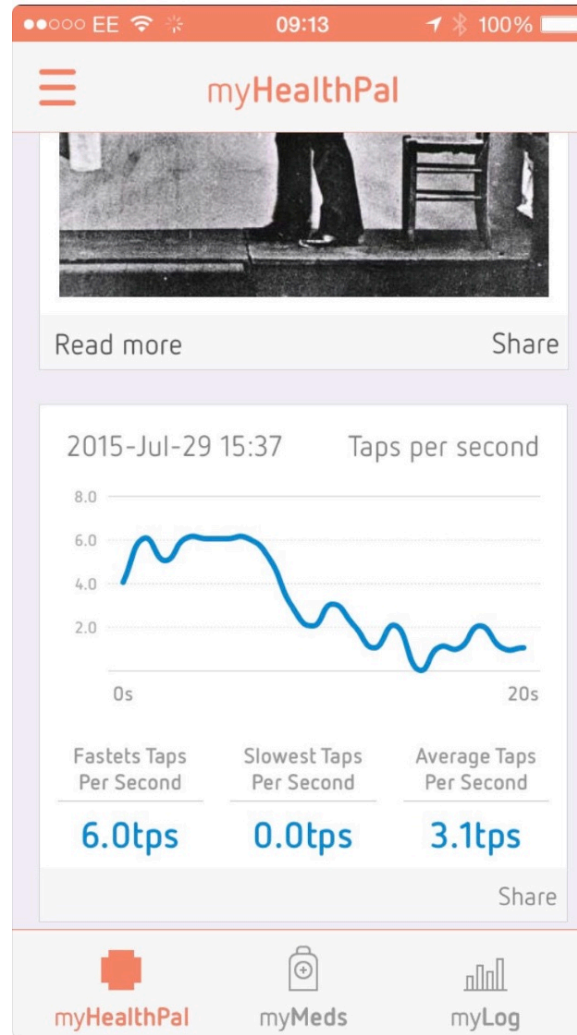 EE 09:13 100%
myHealthPal
Read more Share
2015-Jul-29 15:37 Taps per second
8.0
6.0
4.0
2.0
0s 20s
Fastets Taps Slowest Taps Average Taps
Per Second Per Second Per Second
6.0tps 0.0tps 3.1tps
Share
myHealthPal myMeds myLog